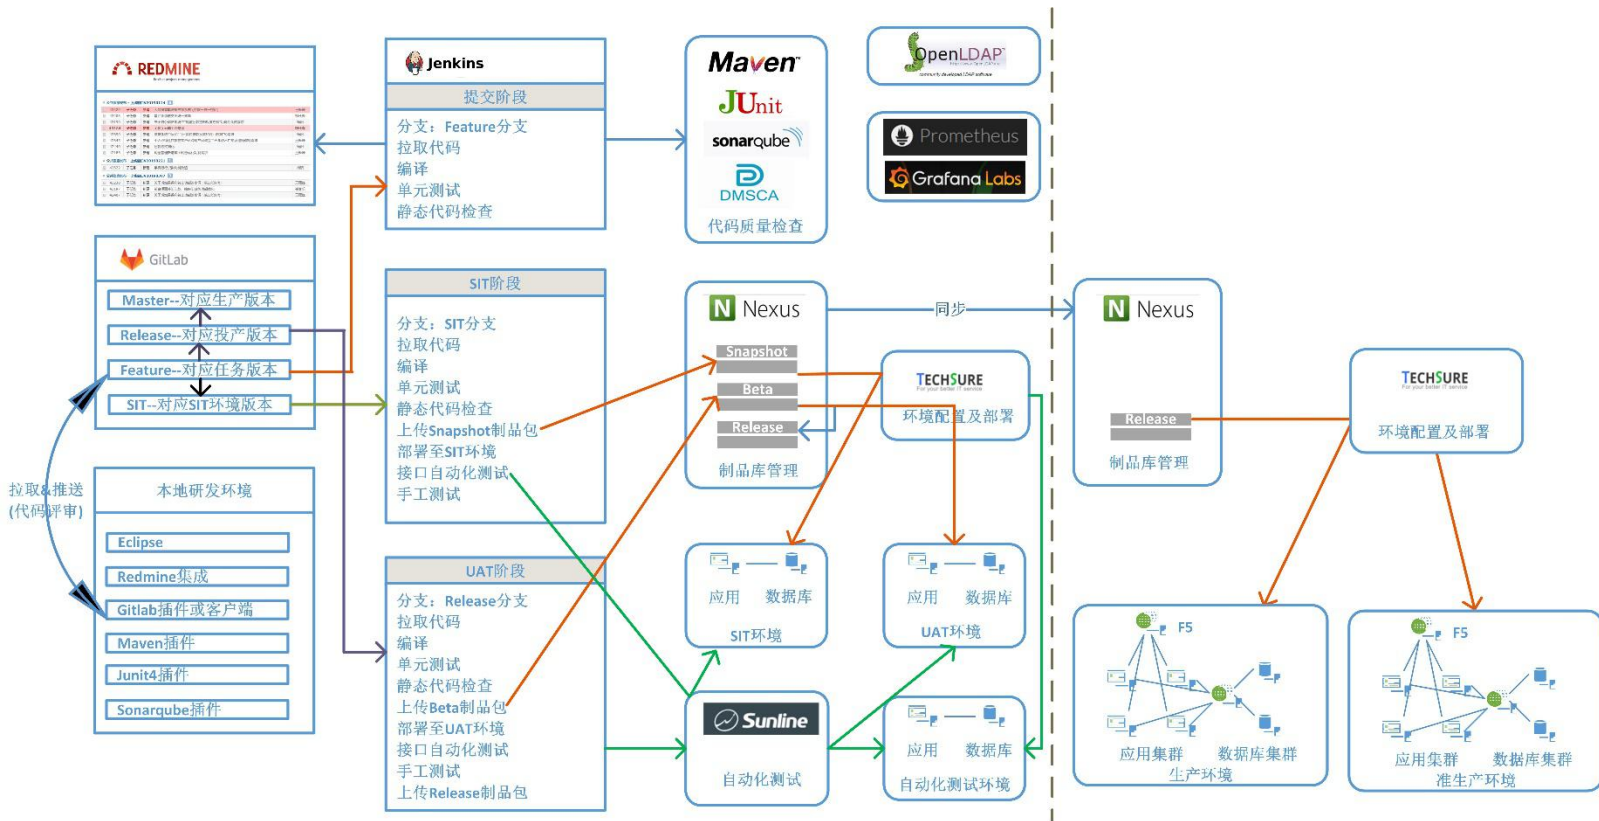 REDMINE
GitLab
Master--对应生产版本
Release--对应投产版本
Feature--对应任务版本
SIT--对应SIT环境版本
拉取&推送
(代码评审)
本地研发环境
Eclipse
Redmine集成
Gitlab插件或客户端
Maven插件
Junit4插件
Sonarqube插件
Jenkins
提交阶段
分支：Feature分支
拉取代码
编译
单元测试
静态代码检查
SIT阶段
分支：SIT分支
拉取代码
编译
单元测试
静态代码检查
上传Snapshot制品包
部署至SIT环境
接口自动化测试
手工测试
UAT阶段
分支：Release分支
拉取代码
编译
单元测试
静态代码检查
上传Beta制品包
部署至UAT环境
接口自动化测试
手工测试
上传Release制品包
Maven™
JUnit
sonarqube
DMSCA
代码质量检查
OpenLDAP
community developed LDAP software
Prometheus
Grafana Labs
Nexus
Snapshot
Beta
Release
制品库管理
同步
TECHSURE
For your better IT service
环境配置及部署
应用 数据库
SIT环境
应用 数据库
UAT环境
Sunline
自动化测试
应用 数据库
自动化测试环境
Nexus
Release
制品库管理
TECHSURE
For your better IT service
环境配置及部署
F5
应用集群 数据库集群
生产环境
F5
应用集群 数据库集群
准生产环境